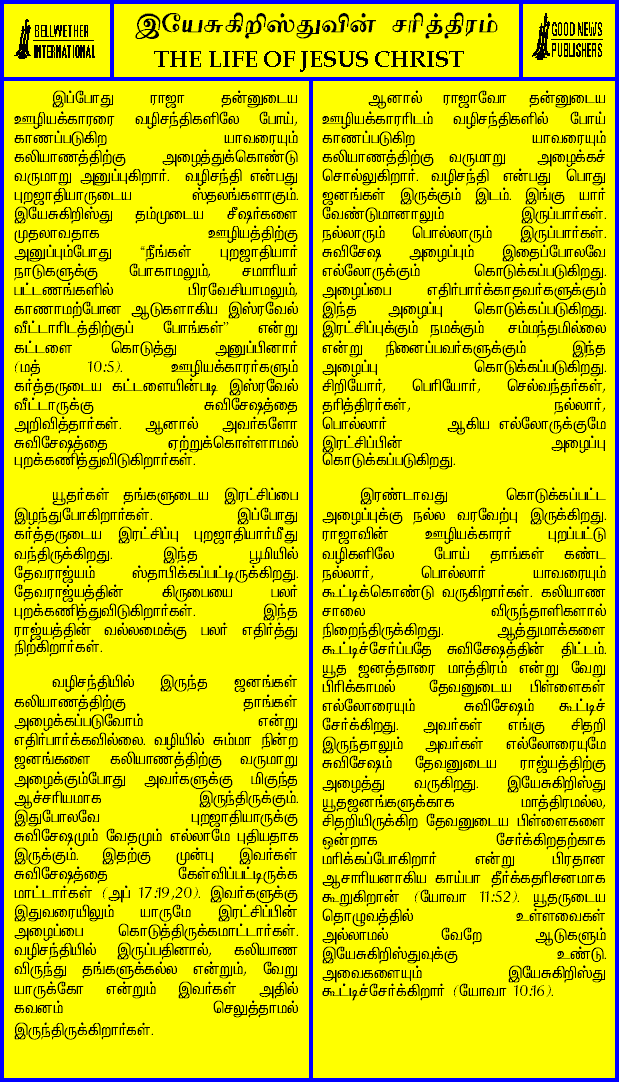 BELLWETHER
INTERNATIONAL
இயேசுகிறிஸ்துவின் சரித்திரம்
THE LIFE OF JESUS CHRIST
GOOD NEWS
PUBLISHERS
இப்போது ராஜா தன்னுடைய
ஊழியக்காரரை வழிசந்திகளிலே போய்,
காணப்படுகிற யாவரையும்
கலியாணத்திற்கு அழைத்துக்கொண்டு
வருமாறு அனுப்புகிறார். வழிசந்தி என்பது
புறஜாதியாருடைய ஸ்தலங்களாகும்.
இயேசுகிறிஸ்து தம்முடைய சீஷர்களை
முதலாவதாக ஊழியத்திற்கு
அனுப்பும்போது “நீங்கள் புறஜாதியார்
நாடுகளுக்கு போகாமலும், சமாரியர்
பட்டணங்களில் பிரவேசியாமலும்,
காணாமற்போன ஆடுகளாகிய இஸ்ரவேல்
வீட்டாரிடத்திற்குப் போங்கள்” என்று
கட்டளை கொடுத்து அனுப்பினார்
(மத் 10:5). ஊழியக்காரர்களும்
கர்த்தருடைய கட்டளையின்படி இஸ்ரவேல்
வீட்டாருக்கு சுவிசேஷத்தை
அறிவித்தார்கள். ஆனால் அவர்களோ
சுவிசேஷத்தை ஏற்றுக்கொள்ளாமல்
புறக்கணித்துவிடுகிறார்கள்.
யூதர்கள் தங்களுடைய இரட்சிப்பை
இழந்துபோகிறார்கள். இப்போது
கர்த்தருடைய இரட்சிப்பு புறஜாதியார்மீது
வந்திருக்கிறது. இந்த பூமியில்
தேவராஜ்யம் ஸ்தாபிக்கப்பட்டிருக்கிறது.
தேவராஜ்யத்தின் கிருபையை பலர்
புறக்கணித்துவிடுகிறார்கள். இந்த
ராஜ்யத்தின் வல்லமைக்கு பலர் எதிர்த்து
நிற்கிறார்கள்.
வழிசந்தியில் இருந்த ஜனங்கள்
கலியாணத்திற்கு தாங்கள்
அழைக்கப்படுவோம் என்று
எதிர்பார்க்கவில்லை. வழியில் சும்மா நின்ற
ஜனங்களை கலியாணத்திற்கு வருமாறு
அழைக்கும்போது அவர்களுக்கு மிகுந்த
ஆச்சரியமாக இருந்திருக்கும்.
இதுபோலவே புறஜாதியாருக்கு
சுவிசேஷமும் வேதமும் எல்லாமே புதியதாக
இருக்கும். இதற்கு முன்பு இவர்கள்
சுவிசேஷத்தை கேள்விப்பட்டிருக்க
மாட்டார்கள் (அப் 17:19,20). இவர்களுக்கு
இதுவரையிலும் யாருமே இரட்சிப்பின்
அழைப்பை கொடுத்திருக்கமாட்டார்கள்.
வழிசந்தியில் இருப்பதினால், கலியாண
விருந்து தங்களுக்கல்ல என்றும், வேறு
யாருக்கோ என்றும் இவர்கள் அதில்
கவனம் செலுத்தாமல்
இருந்திருக்கிறார்கள்.
ஆனால் ராஜாவோ தன்னுடைய
ஊழியக்காரரிடம் வழிசந்திகளில் போய்
காணப்படுகிற யாவரையும்
கலியாணத்திற்கு வருமாறு அழைக்கச்
சொல்லுகிறார். வழிசந்தி என்பது பொது
ஜனங்கள் இருக்கும் இடம். இங்கு யார்
வேண்டுமானாலும் இருப்பார்கள்.
நல்லாரும் பொல்லாரும் இருப்பார்கள்.
சுவிசேஷ அழைப்பும் இதைப்போலவே
எல்லோருக்கும் கொடுக்கப்படுகிறது.
அழைப்பை எதிர்பார்க்காதவர்களுக்கும்
இந்த அழைப்பு கொடுக்கப்படுகிறது.
இரட்சிப்புக்கும் நமக்கும் சம்மந்தமில்லை
என்று நினைப்பவர்களுக்கும் இந்த
அழைப்பு கொடுக்கப்படுகிறது.
சிறியோர், பெரியோர், செல்வந்தர்கள்,
தரித்திரர்கள், நல்லார்,
பொல்லார் ஆகிய எல்லோருக்குமே
இரட்சிப்பின் அழைப்பு
கொடுக்கப்படுகிறது.
இரண்டாவது கொடுக்கப்பட்ட
அழைப்புக்கு நல்ல வரவேற்பு இருக்கிறது.
ராஜாவின் ஊழியக்காரர் புறப்பட்டு
வழிகளிலே போய் தாங்கள் கண்ட
நல்லார், பொல்லார் யாவரையும்
கூட்டிக்கொண்டு வருகிறார்கள். கலியாண
சாலை விருந்தாளிகளால்
நிறைந்திருக்கிறது. ஆத்துமாக்களை
கூட்டிச்சேர்ப்பதே சுவிசேஷத்தின் திட்டம்.
யூத ஜனத்தாரை மாத்திரம் என்று வேறு
பிரிக்காமல் தேவனுடைய பிள்ளைகள்
எல்லோரையும் சுவிசேஷம் கூட்டிச்
சேர்க்கிறது. அவர்கள் எங்கு சிதறி
இருந்தாலும் அவர்கள் எல்லோரையுமே
சுவிசேஷம் தேவனுடைய ராஜ்யத்திற்கு
அழைத்து வருகிறது. இயேசுகிறிஸ்து
யூதஜனங்களுக்காக மாத்திரமல்ல,
சிதறியிருக்கிற தேவனுடைய பிள்ளைகளை
ஒன்றாக சேர்க்கிறதற்காக
மரிக்கப்போகிறார் என்று பிரதான
ஆசாரியனாகிய காய்பா தீர்க்கதரிசனமாக
கூறுகிறான் (யோவா 11:52). யூதருடைய
தொழுவத்தில் உள்ளவைகள்
அல்லாமல் வேறே ஆடுகளும்
இயேசுகிறிஸ்துவுக்கு உண்டு.
அவைகளையும் இயேசுகிறிஸ்து
கூட்டிச்சேர்க்கிறார் (யோவா 10:16).